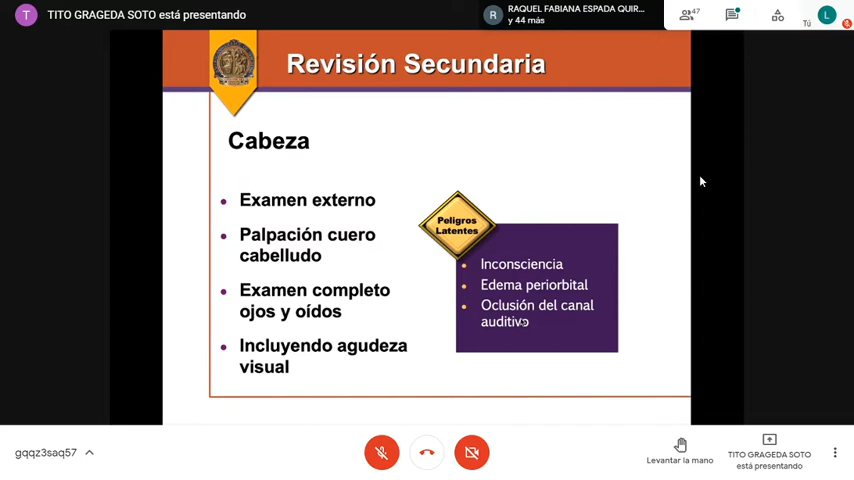 T TITO GRAGEDA SOTO está presentando
R RAQUEL FABIANA ESPADA QUIR...
y 44 más
47
Tú
L
Revisión Secundaria
Cabeza
• Examen externo
• Palpación cuero
cabelludo
• Examen completo
ojos y oídos
• Incluyendo agudeza
visual
Peligros
Latentes
• Inconsciencia
• Edema periorbital
• Oclusión del canal
auditivo
gqqz3saq57
Levantar la mano
TITO GRAGEDA SOTO
está presentando